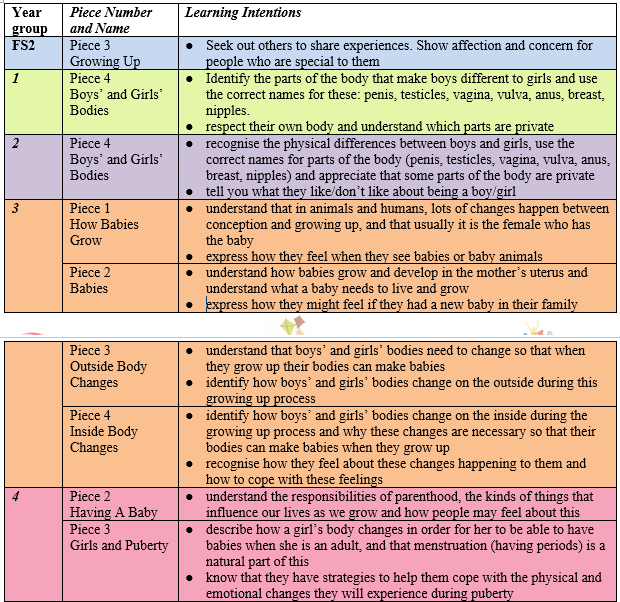 Year group | Piece Number and Name | Learning Intentions
FS2 | Piece 3
Growing Up
● Seek out others to share experiences. Show affection and concern for
people who are special to them
1 | Piece 4
Boys’ and Girls’
Bodies
● Identify the parts of the body that make boys different to girls and use
the correct names for these: penis, testicles, vagina, vulva, anus, breast,
nipples.
● respect their own body and understand which parts are private
2 | Piece 4
Boys’ and Girls’
Bodies
● recognise the physical differences between boys and girls, use the
correct names for parts of the body (penis, testicles, vagina, vulva, anus,
breast, nipples) and appreciate that some parts of the body are private
● tell you what they like/don’t like about being a boy/girl
3 | Piece 1
How Babies
Grow
● understand that in animals and humans, lots of changes happen between
conception and growing up, and that usually it is the female who has
the baby
● express how they feel when they see babies or baby animals
Piece 2
Babies
● understand how babies grow and develop in the mother’s uterus and
understand what a baby needs to live and grow
● express how they might feel if they had a new baby in their family
Piece 3
Outside Body
Changes
● understand that boys’ and girls’ bodies need to change so that when
they grow up their bodies can make babies
● identify how boys’ and girls’ bodies change on the outside during this
growing up process
Piece 4
Inside Body
Changes
● identify how boys’ and girls’ bodies change on the inside during the
growing up process and why these changes are necessary so that their
bodies can make babies when they grow up
● recognise how they feel about these changes happening to them and
how to cope with these feelings
4 | Piece 2
Having A Baby
● understand the responsibilities of parenthood, the kinds of things that
influence our lives as we grow and how people may feel about this
Piece 3
Girls and Puberty
● describe how a girl’s body changes in order for her to be able to have
babies when she is an adult, and that menstruation (having periods) is a
natural part of this
● know that they have strategies to help them cope with the physical and
emotional changes they will experience during puberty